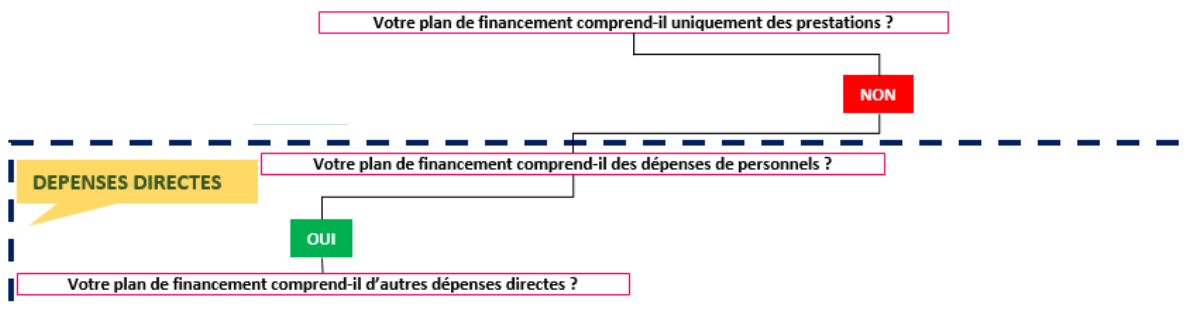 Votre plan de financement comprend-il uniquement des prestations ?
NON
Votre plan de financement comprend-il des dépenses de personnels ?
DEPENSES DIRECTES
OUI
Votre plan de financement comprend-il d’autres dépenses directes ?